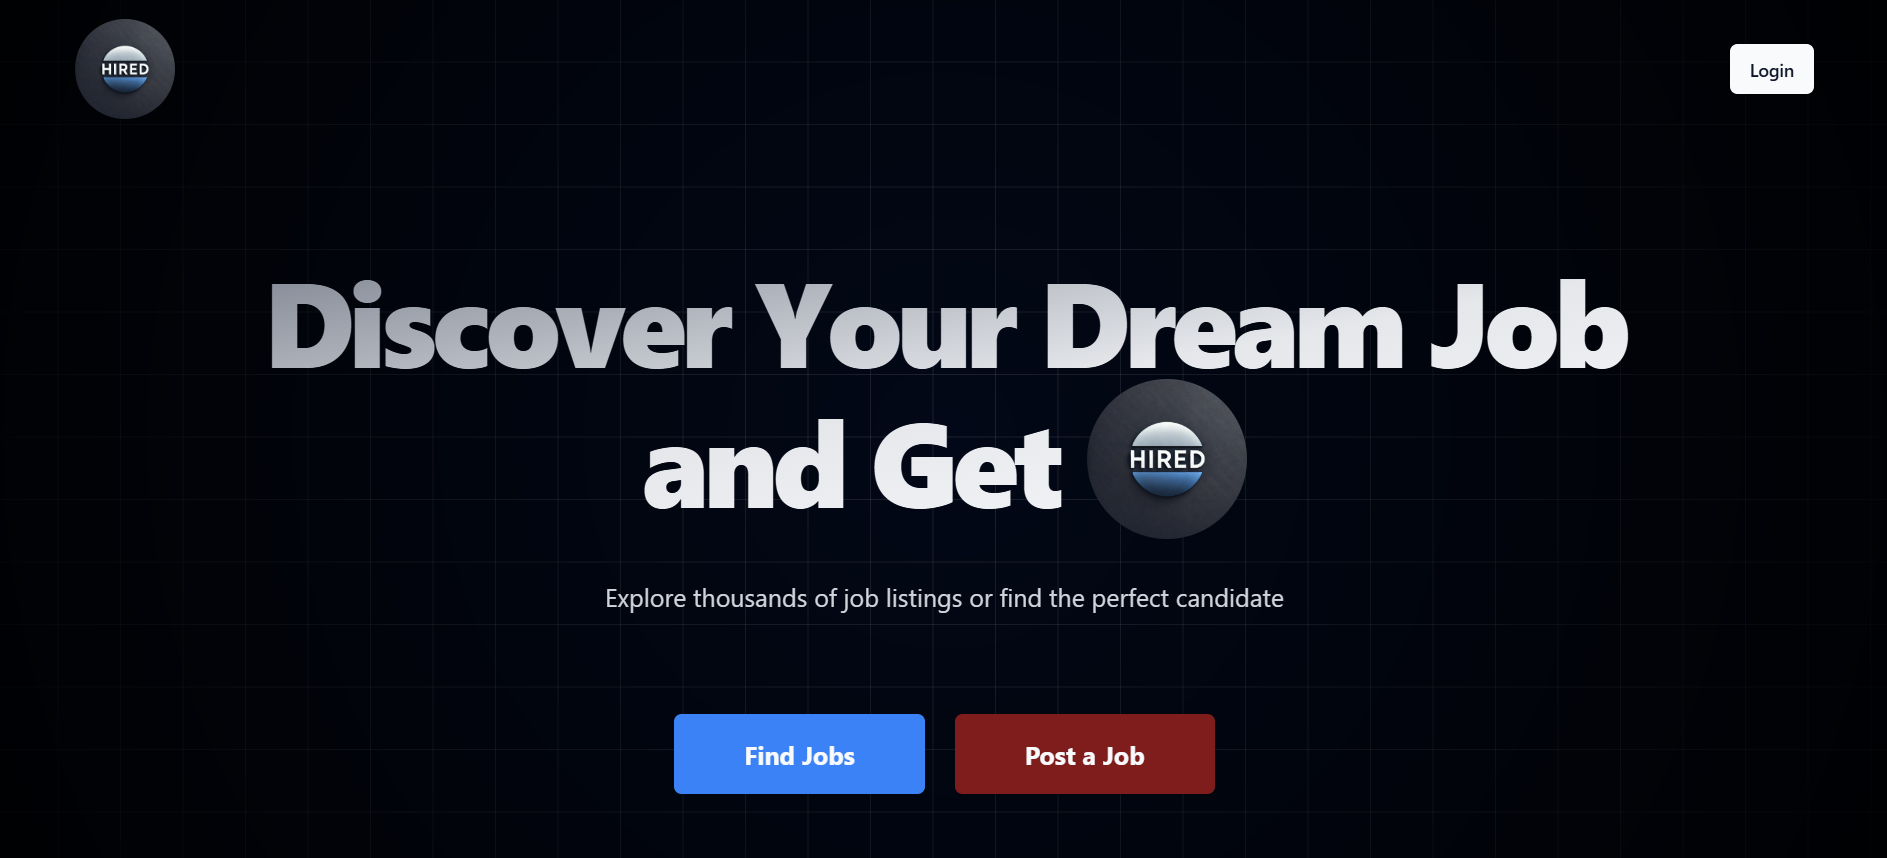 HIRED
Login
Discover Your Dream Job
and Get HIRED
Explore thousands of job listings or find the perfect candidate
Find Jobs
Post a Job